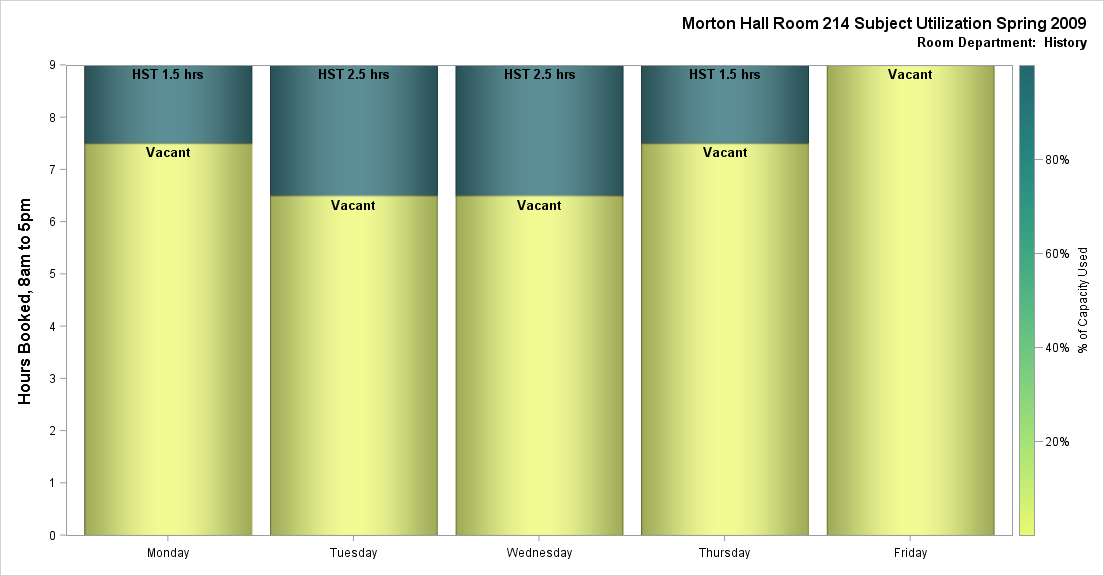 Morton Hall Room 214 Subject Utilization Spring 2009
Room Department: History
Hours Booked, 8am to 5pm
9
8
7
6
5
4
3
2
1
0
HST 1.5 hrs
Vacant
HST 2.5 hrs
Vacant
HST 2.5 hrs
Vacant
HST 1.5 hrs
Vacant
Vacant
Monday
Tuesday
Wednesday
Thursday
Friday
80%
60%
40%
20%
% of Capacity Used